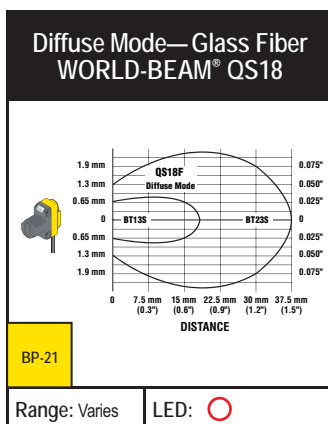 Diffuse Mode—Glass Fiber
WORLD-BEAM® QS18
QS18F
Diffuse Mode
1.9 mm 0.075"
1.3 mm 0.050"
0.65 mm 0.025"
0 BT13S BT23S 0
0.65 mm 0.025"
1.3 mm 0.050"
1.9 mm 0.075"
0 7.5 mm 15 mm 22.5 mm 30 mm 37.5 mm
(0.3") (0.6") (0.9") (1.2") (1.5")
DISTANCE
BP-21
Range: Varies LED: